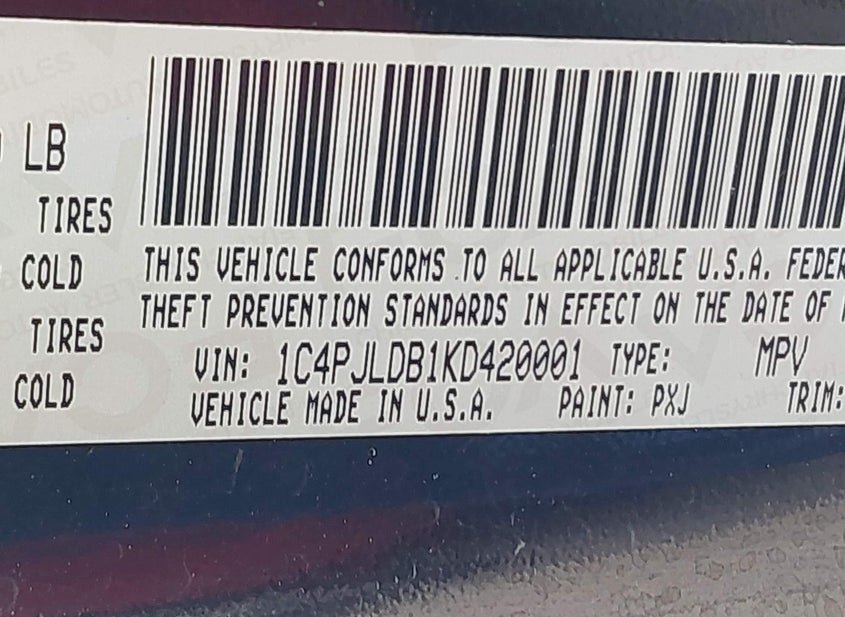 LB
TIRES
COLD
TIRES
COLD
THIS VEHICLE CONFORMS TO ALL APPLICABLE U.S.A. FEDER
THEFT PREVENTION STANDARDS IN EFFECT ON THE DATE OF
VIN: 1C4PJLDB1KD420001 TYPE: MPV
VEHICLE MADE IN U.S.A. PAINT: PXJ TRIM: